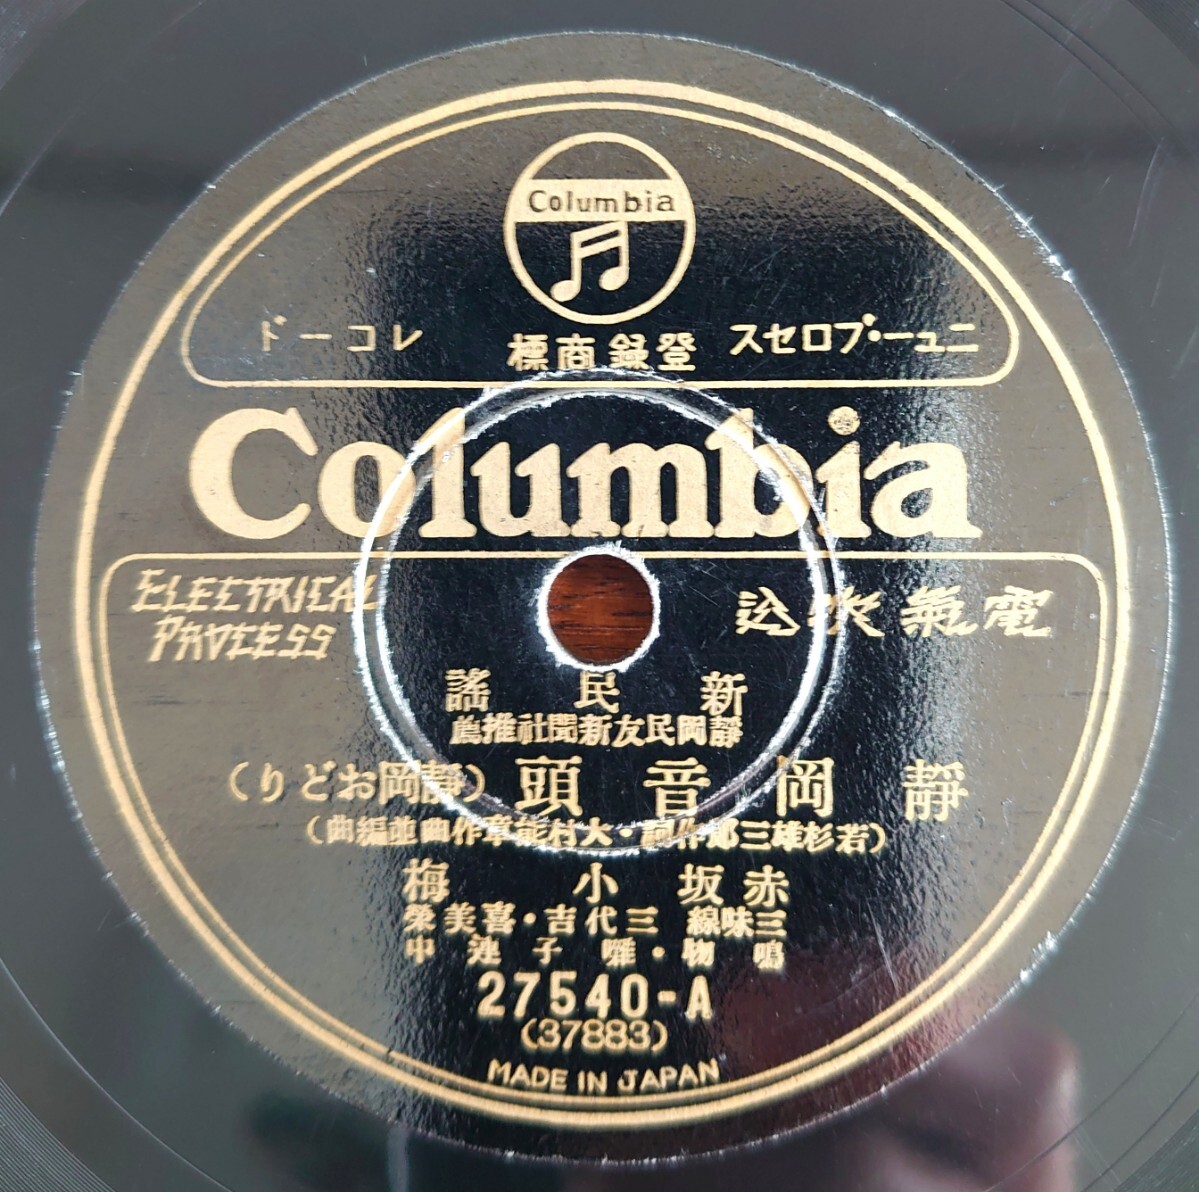 Columbia
ニュー・プロセス 登録商標 レコード
Columbia
ELECTRICAL PROCESS
電氣吹込
新民謠
靜岡民友新聞社推薦
靜岡音頭 (靜岡おどり)
(若杉雄三郎作詞・大村能章作曲並編曲)
赤坂小梅
三味線 三代吉・喜美榮
鳴物・囃子連中
27540-A
(37883)
MADE IN JAPAN